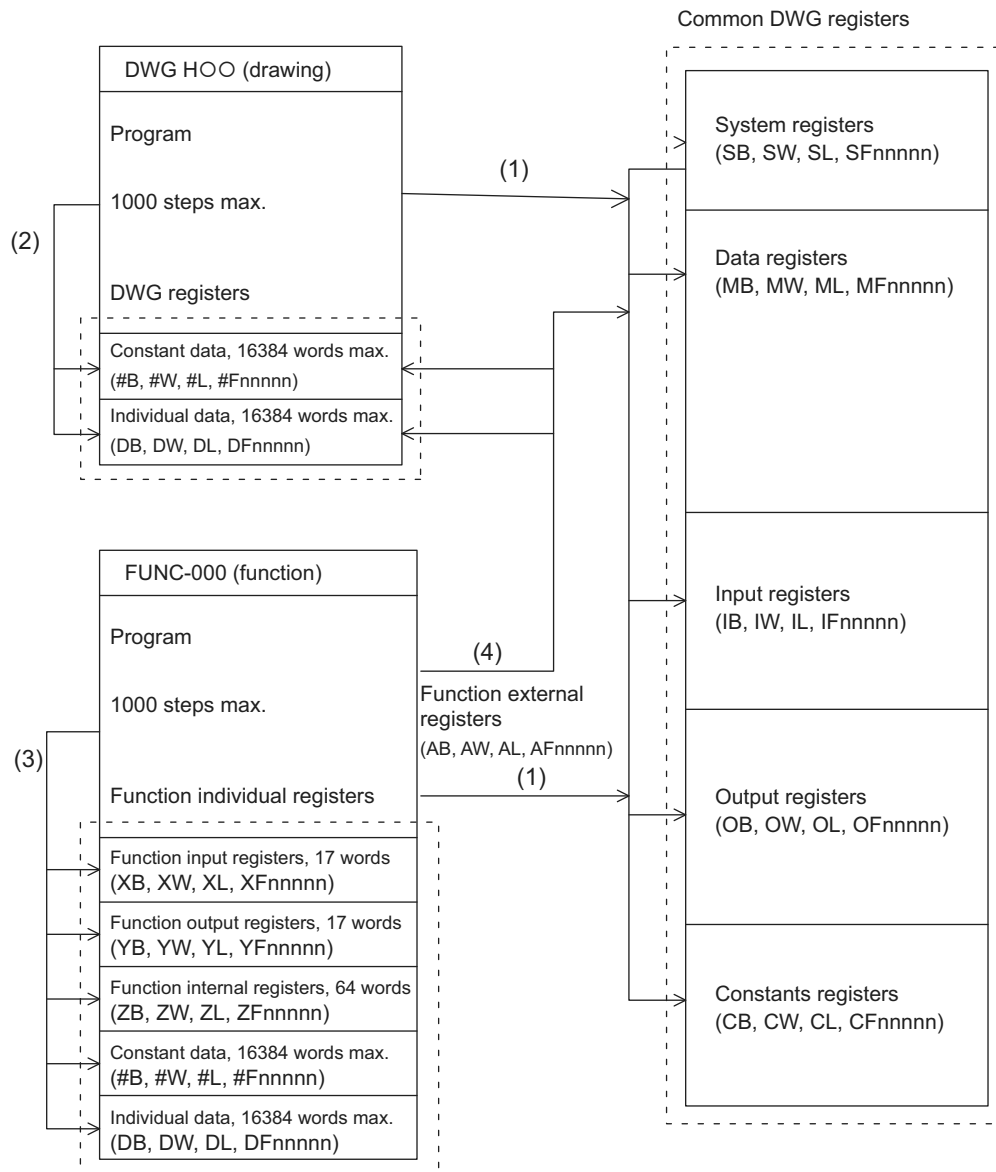 Common DWG registers
DWG H○○ (drawing)
Program
1000 steps max.
DWG registers
Constant data, 16384 words max.
(#B, #W, #L, #Fnnnnn)
Individual data, 16384 words max.
(DB, DW, DL, DFnnnnn)
(1)
(2)
System registers
(SB, SW, SL, SFnnnnn)
Data registers
(MB, MW, ML, MFnnnnn)
Input registers
(IB, IW, IL, IFnnnnn)
Output registers
(OB, OW, OL, OFnnnnn)
Constants registers
(CB, CW, CL, CFnnnnn)
FUNC-000 (function)
Program
1000 steps max.
Function individual registers
(4)
Function external
registers
(AB, AW, AL, AFnnnnn)
(1)
(3)
Function input registers, 17 words
(XB, XW, XL, XFnnnnn)
Function output registers, 17 words
(YB, YW, YL, YFnnnnn)
Function internal registers, 64 words
(ZB, ZW, ZL, ZFnnnnn)
Constant data, 16384 words max.
(#B, #W, #L, #Fnnnnn)
Individual data, 16384 words max.
(DB, DW, DL, DFnnnnn)